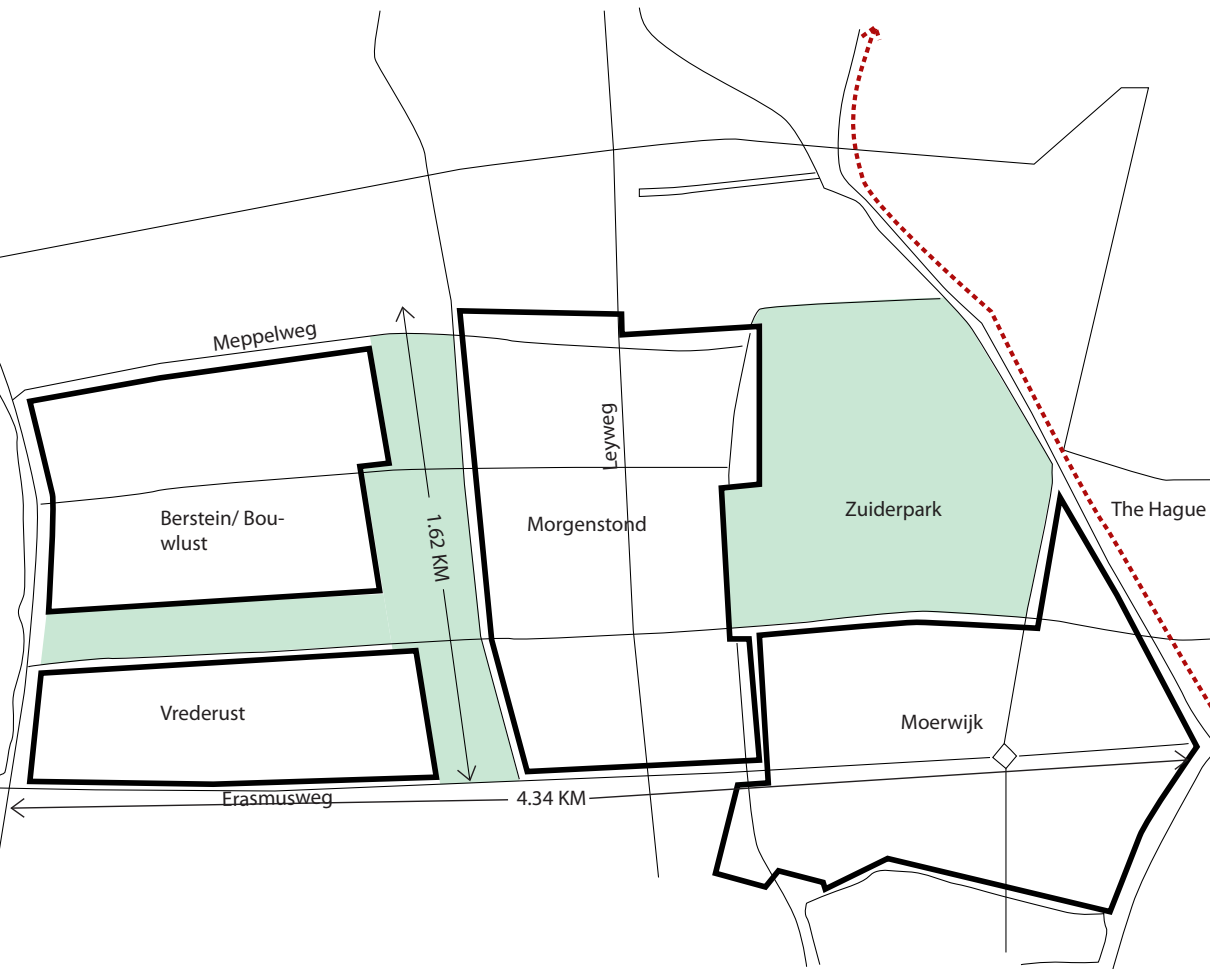 Meppelweg
Leyweg
Berstein/ Bou-
wlust
1.62 KM
Morgenstond
Zuiderpark
The Hague
Vrederust
Moerwijk
Erasmusweg
4.34 KM